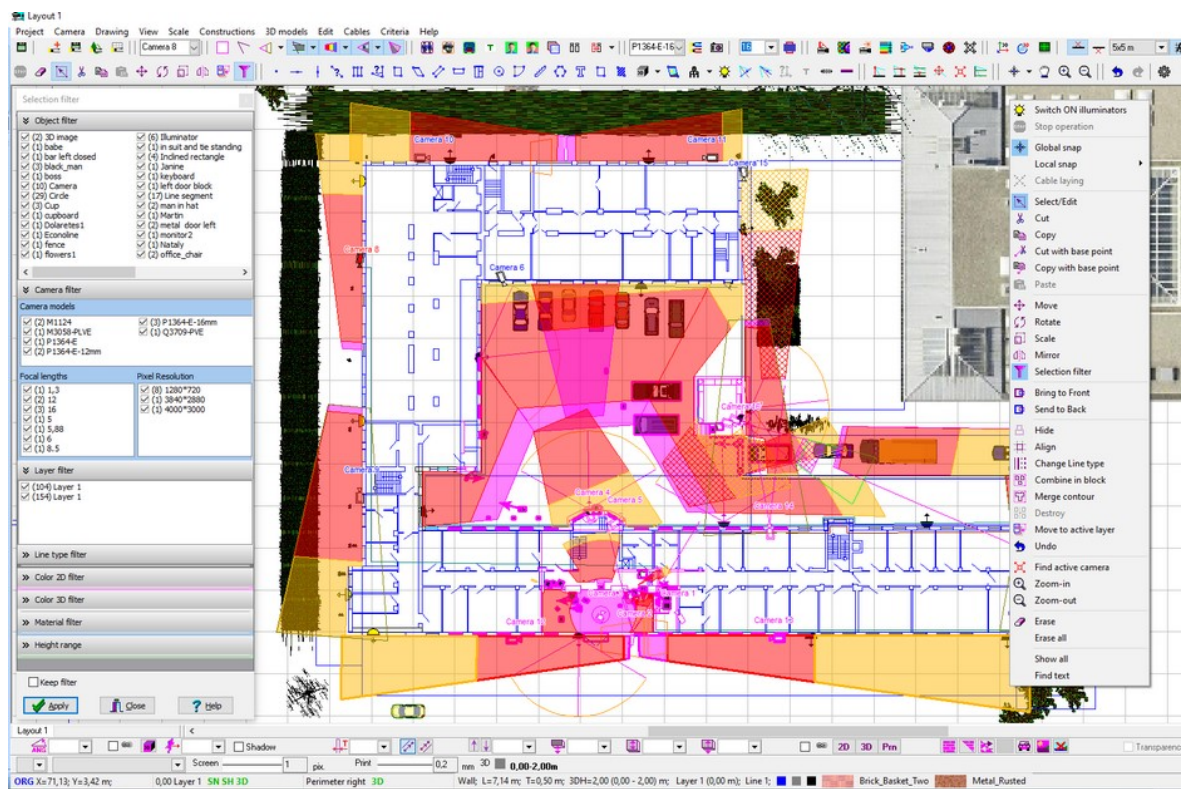 Layout 1
Project Camera Drawing View Scale Constructions 3D models Edit Cables Criteria Help
Camera 8
P1364-E-16
5x5 m
Selection filter
Object filter
(2) 3D image
(1) babe
(1) bar left closed
(3) black_man
(1) boss
(10) Camera
(29) Circle
(3) Cup
(1) cupboard
(1) Dolaretes1
(1) Econoline
(1) fence
(1) flowers1
(6) Illuminator
(1) in suit and tie standing
(4) Inclined rectangle
(1) Janine
(1) keyboard
(1) left door block
(17) Line segment
(2) man in hat
(1) Martin
(2) metal door left
(1) monitor2
(1) Nataly
(2) office_chair
Camera filter
Camera models
(2) M1124
(1) M3058-PLVE
(1) P1364-E
(2) P1364-E-12mm
(3) P1364-E-16mm
(1) Q3709-PVE
Focal lengths
(1) 1,3
(2) 12
(3) 16
(1) 5
(1) 5,88
(1) 6
(1) 8.5
Pixel Resolution
(8) 1280*720
(1) 3840*2880
(1) 4000*3000
Layer filter
(104) Layer 1
(154) Layer 1
Line type filter
Color 2D filter
Color 3D filter
Material filter
Height range
Keep filter
Apply
Close
? Help
Camera 10
Camera 11
Camera 15
Camera 8
Camera 6
Camera 9
Camera 4
Camera 5
Camera 14
Camera
Camera 1
Switch ON illuminators
Stop operation
Global snap
Local snap
Cable laying
Select/Edit
Cut
Copy
Cut with base point
Copy with base point
Paste
Move
Rotate
Scale
Mirror
Selection filter
Bring to Front
Send to Back
Hide
Align
Change Line type
Combine in block
Merge contour
Destroy
Move to active layer
Undo
Find active camera
Zoom-in
Zoom-out
Erase
Erase all
Show all
Find text
Layout 1
ANG
Shadow
2D 3D Pnn
Transparenc
Screen 1 pix. Print 0,2 mm 3D 0,00-2,00m
ORG X=71,13; Y=3,42 m; 0,00 Layer 1 SN SH 3D Perimeter right 3D Wall; L=7,14 m; T=0,50 m; 3DH=2,00 (0,00 - 2,00) m; Layer 1 (0,00 m); Line 1; Brick_Basket_Two Metal_Rusted